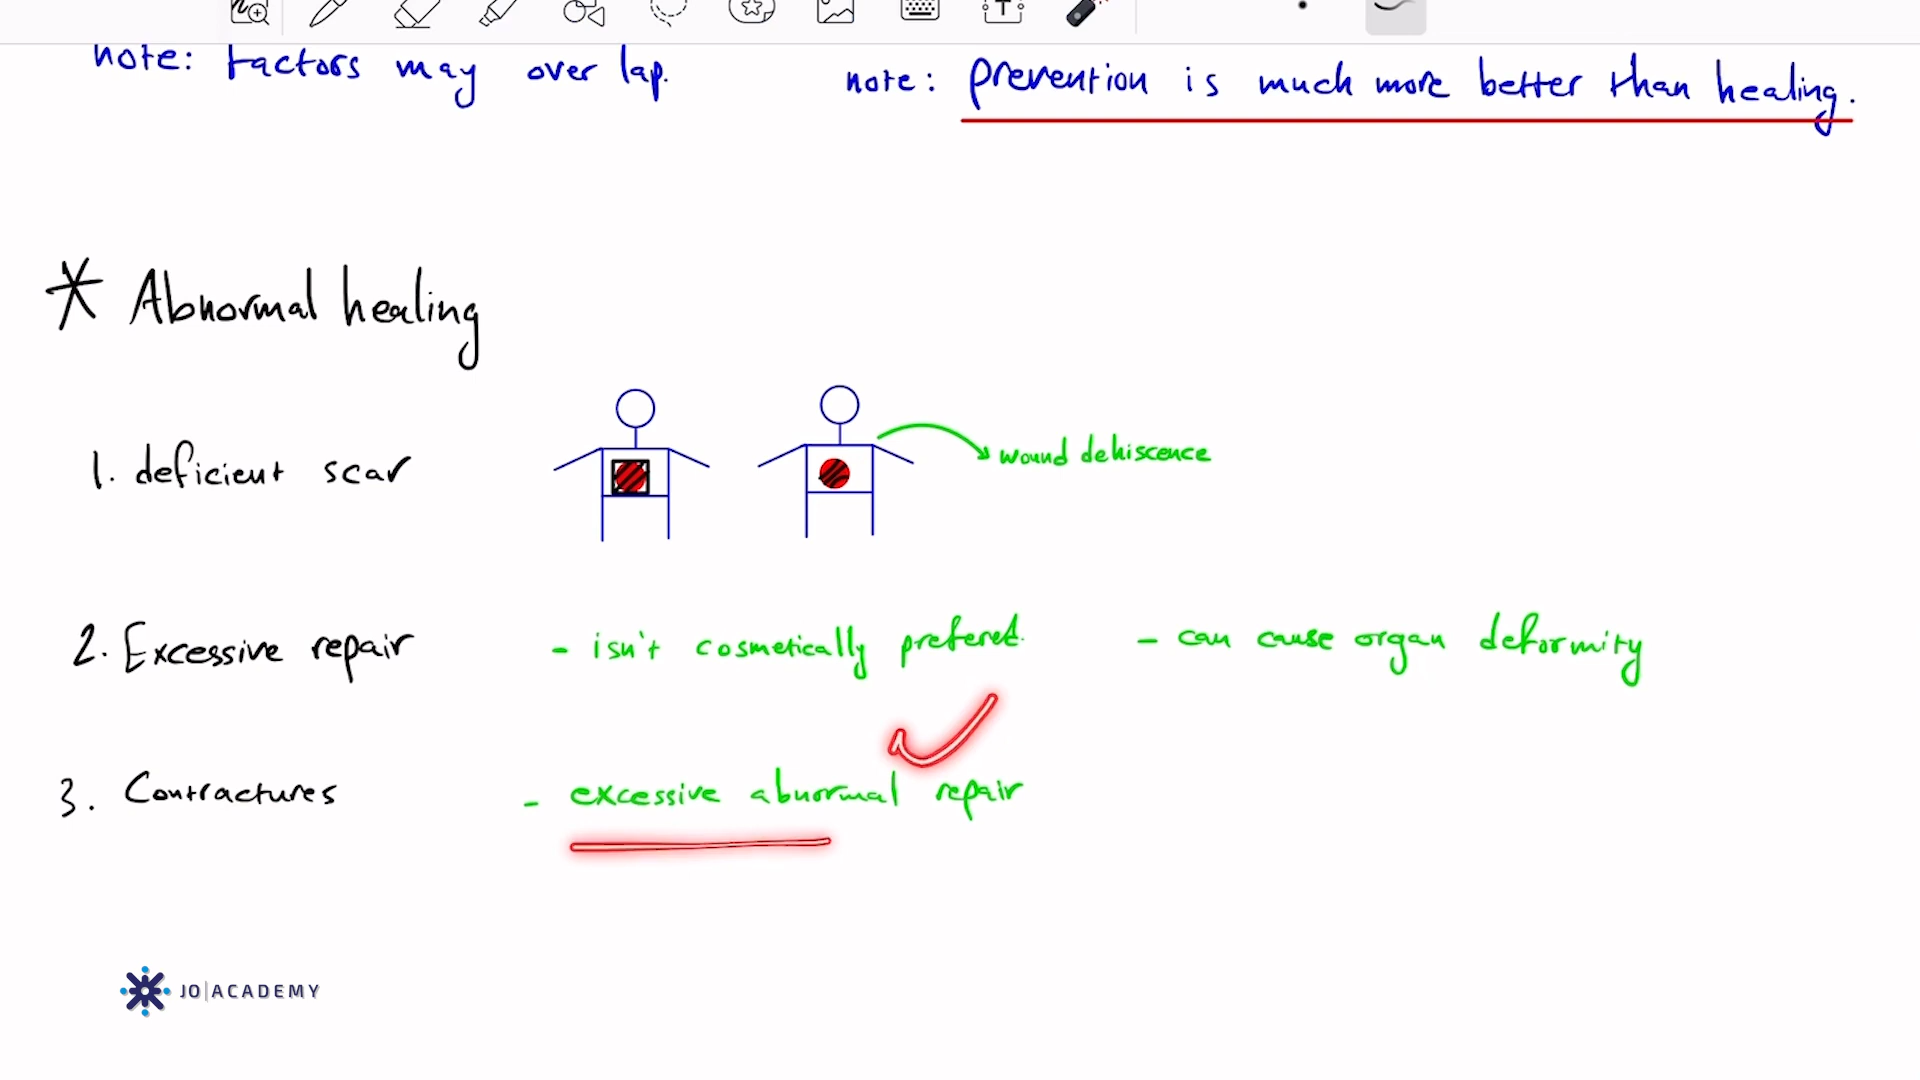 note: factors may over lap.
note: prevention is much more better than healing.
* Abnormal healing
1. deficient scar
wound dehiscence
2. Excessive repair - isn't cosmetically prefered. - can cause organ deformity
3. Contractures - excessive abnormal repair
JO|ACADEMY